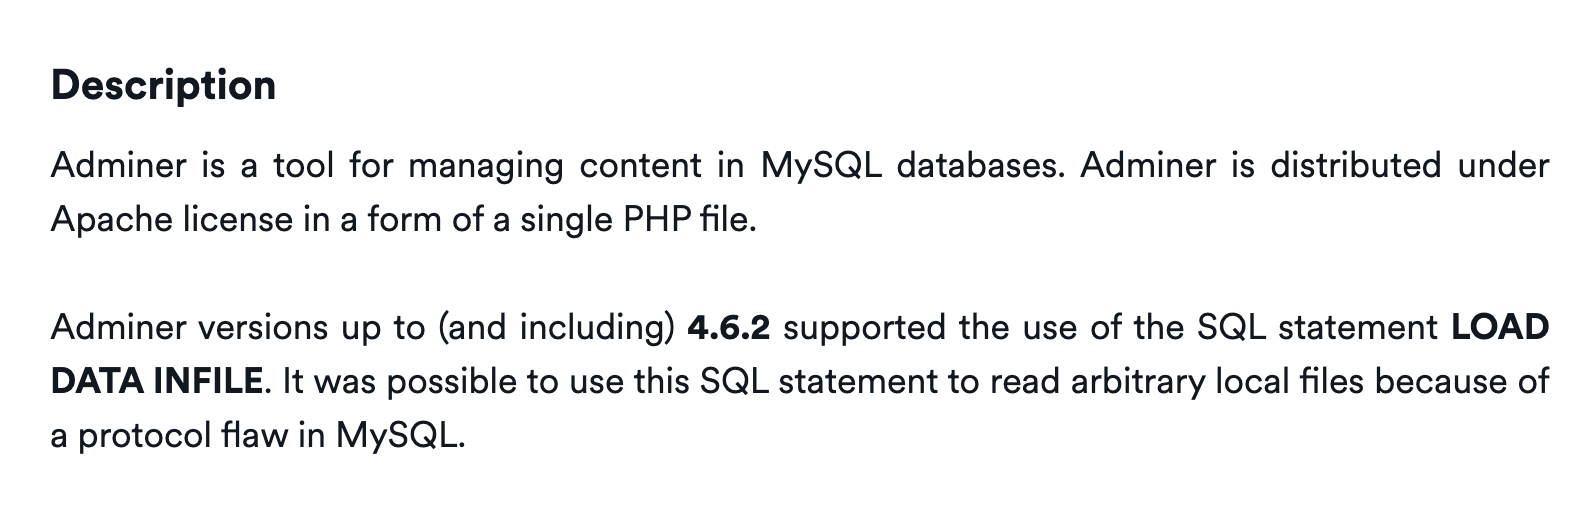 Description
Adminer is a tool for managing content in MySQL databases. Adminer is distributed under
Apache license in a form of a single PHP file.
Adminer versions up to (and including) 4.6.2 supported the use of the SQL statement LOAD
DATA INFILE. It was possible to use this SQL statement to read arbitrary local files because of
a protocol flaw in MySQL.